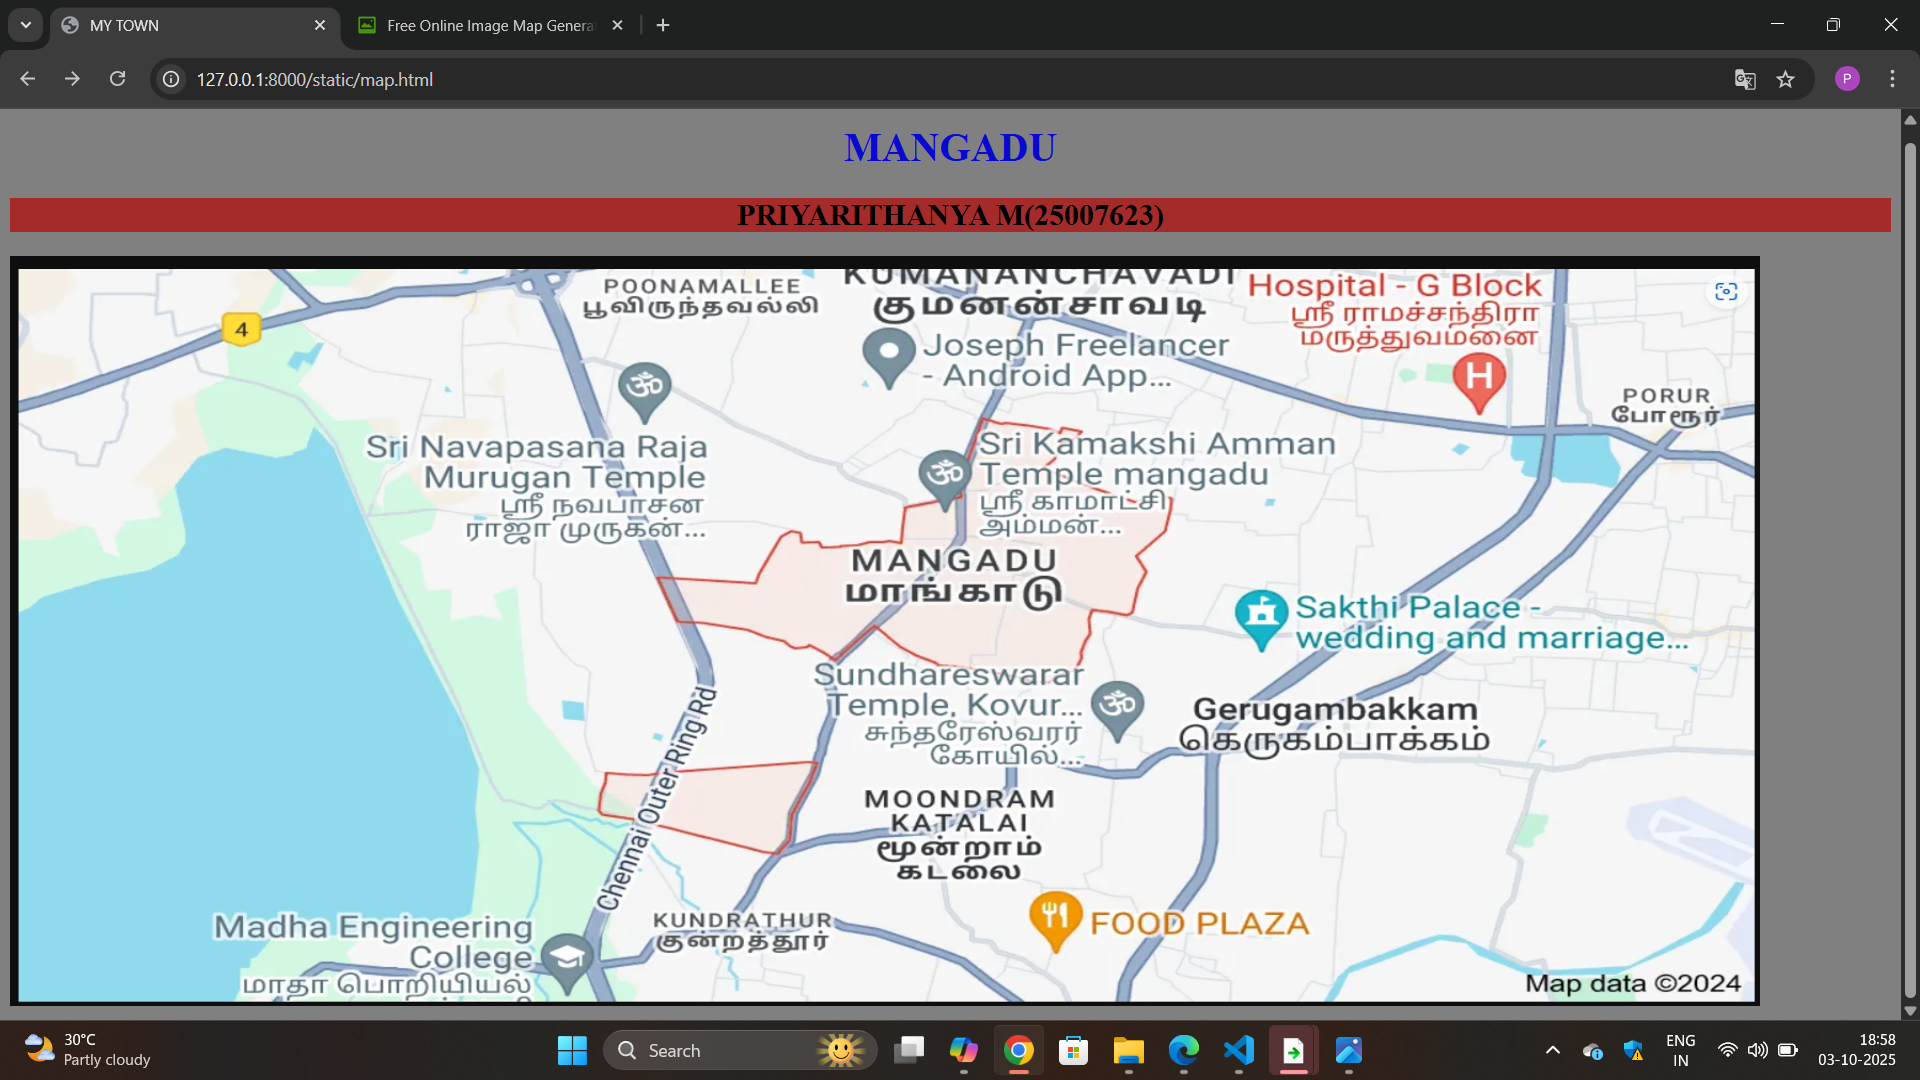 MY TOWN
Free Online Image Map Genera
127.0.0.1:8000/static/map.html
P
MANGADU
PRIYARITHANYA M(25007623)
POONAMALLEE
பூவிருந்தவல்லி
KUMANANCHAVADI
குமனன்சாவடி
Hospital - G Block
ஸ்ரீ ராமச்சந்திரா
மருத்துவமனை
H
4
Joseph Freelancer
- Android App...
PORUR
போரூர்
Sri Navapasana Raja
Murugan Temple
ஸ்ரீ நவபாசன
ராஜா முருகன்...
Sri Kamakshi Amman
Temple mangadu
ஸ்ரீ காமாட்சி
அம்மன்...
MANGADU
மாங்காடு
Sakthi Palace -
wedding and marriage...
Sundhareswarar
Temple, Kovur...
சுந்தரேஸ்வரர்
கோயில்...
Gerugambakkam
கெருகம்பாக்கம்
Chennai Outer Ring Rd
MOONDRAM
KATALAI
மூன்றாம்
கடலை
KUNDRATHUR
குன்றத்தூர்
FOOD PLAZA
Madha Engineering
College
மாதா பொறியியல்
Map data ©2024
30°C
Partly cloudy
Search
ENG
IN
18:58
03-10-2025